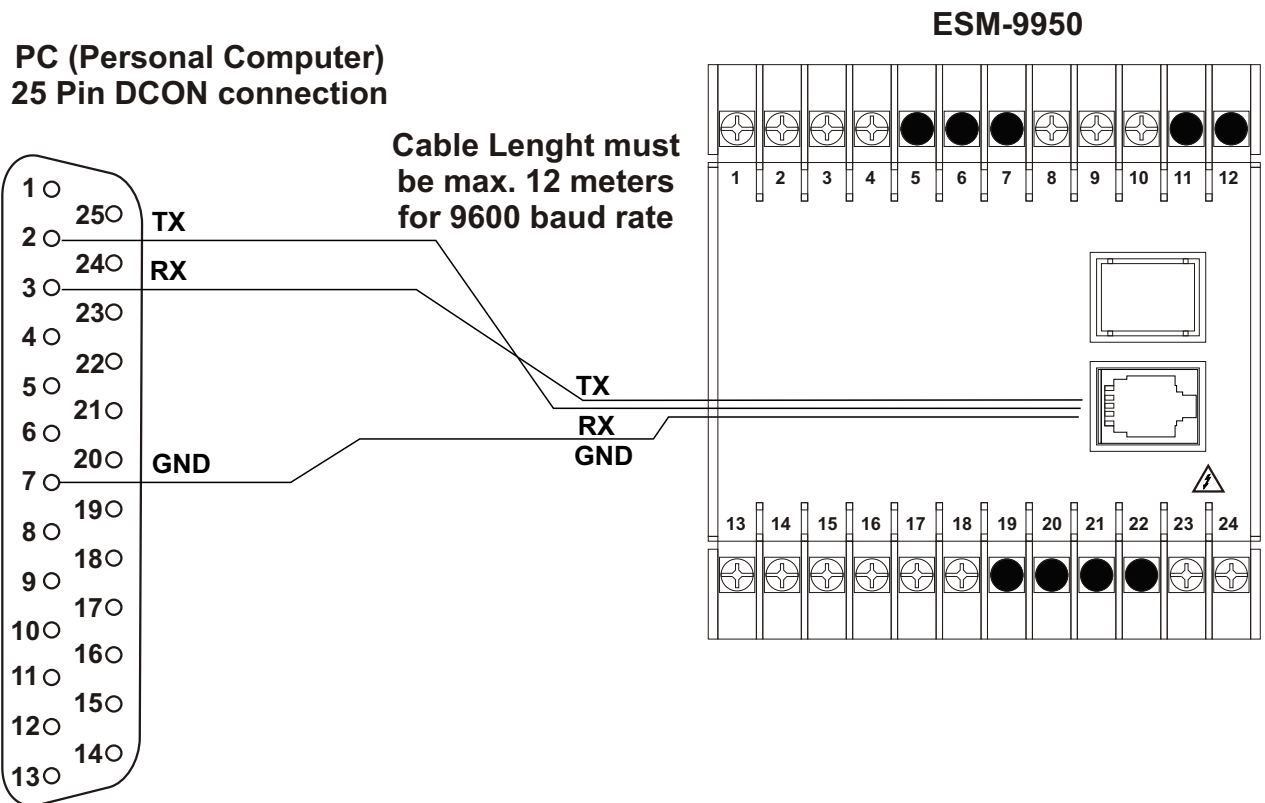 ESM-9950
PC (Personal Computer)
25 Pin DCON connection
Cable Lenght must
be max. 12 meters
for 9600 baud rate
1 2 3 4 5 6 7 8 9 10 11 12
1
25
TX
2
24
RX
3
23
4
22
5
TX
21
RX
6
20
GND
GND
7
19
8
18
9
17
10
16
11
15
12
14
13
13 14 15 16 17 18 19 20 21 22 23 24